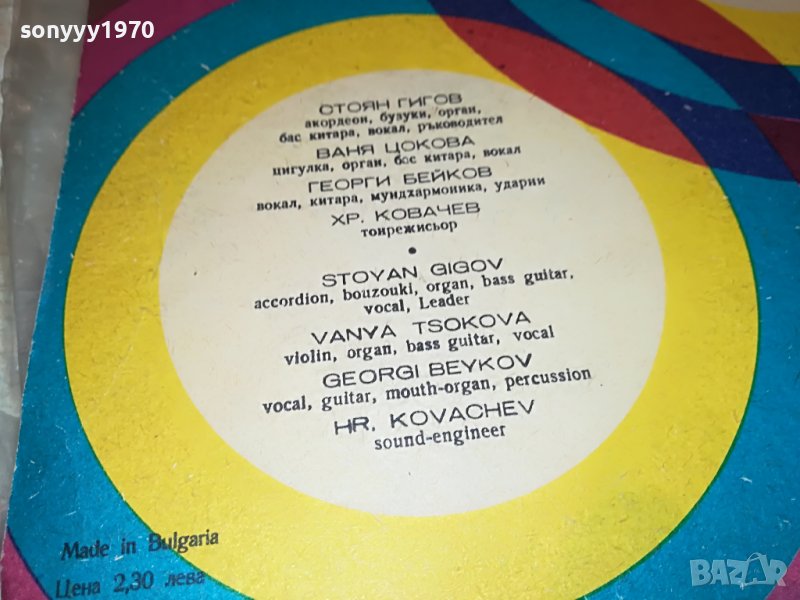 sonyyy1970
СТОЯН ГИГОВ
акордеон, бузуки, орган,
бас китара, вокал, ръководител
ВАНЯ ЦОКОВА
цигулка, орган, бас китара, вокал
ГЕОРГИ БЕЙКОВ
вокал, китара, мундхармоника, ударни
ХР. КОВАЧЕВ
тонрежисьор
•
STOYAN GIGOV
accordion, bouzouki, organ, bass guitar,
vocal, Leader
VANYA TSOKOVA
violin, organ, bass guitar, vocal
GEORGI BEYKOV
vocal, guitar, mouth-organ, percussion
HR. KOVACHEV
sound-engineer
Made in Bulgaria
Цена 2,30 лева
BAZAR